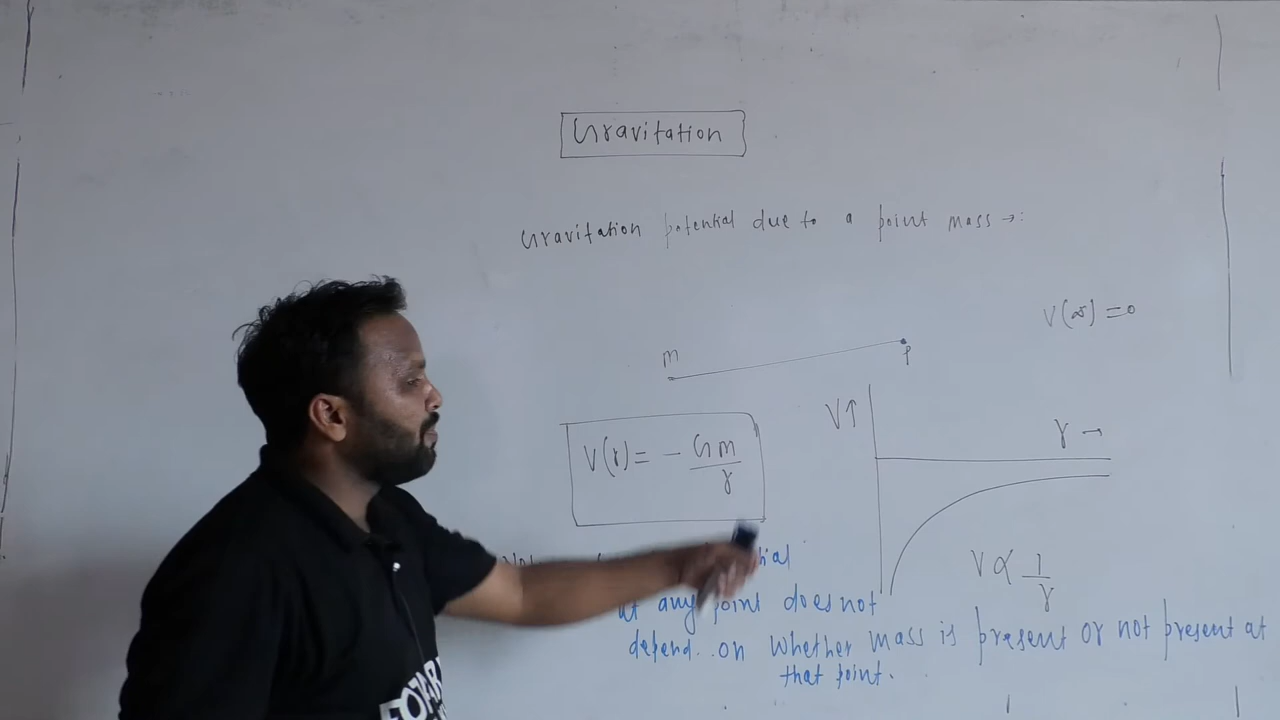 Gravitation
Gravitation potential due to a point mass →:
V(∞) = 0
m
P
V↑
r →
V(r) = - Gm/r
V ∝ 1/r
at any point does not
depend.. on whether mass is present or not present at
that point.